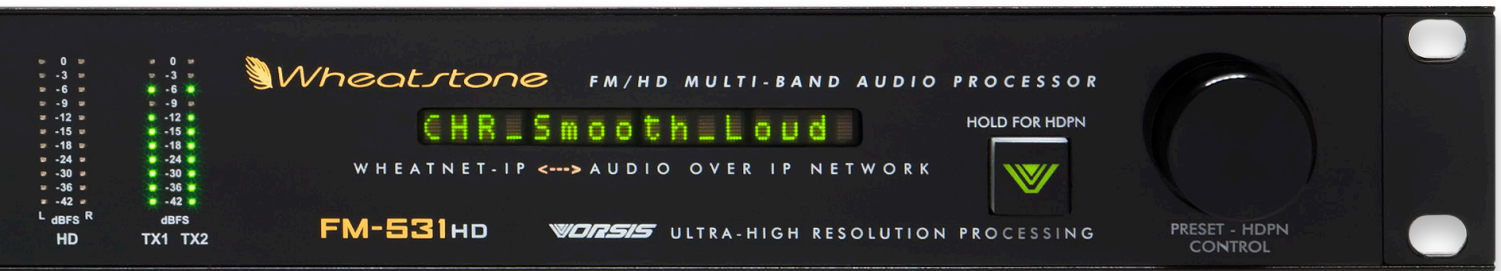 0 0
-3 -3
-6 -6
-9 -9
-12 -12
-15 -15
-18 -18
-24 -24
-30 -30
-36 -36
-42 -42
L dBFS R
HD
dBFS
TX1 TX2
Wheatstone
FM/HD MULTI-BAND AUDIO PROCESSOR
CHR_Smooth_Loud
WHEATNET-IP <---> AUDIO OVER IP NETWORK
FM-531HD
VORSIS ULTRA-HIGH RESOLUTION PROCESSING
HOLD FOR HDPN
PRESET - HDPN
CONTROL